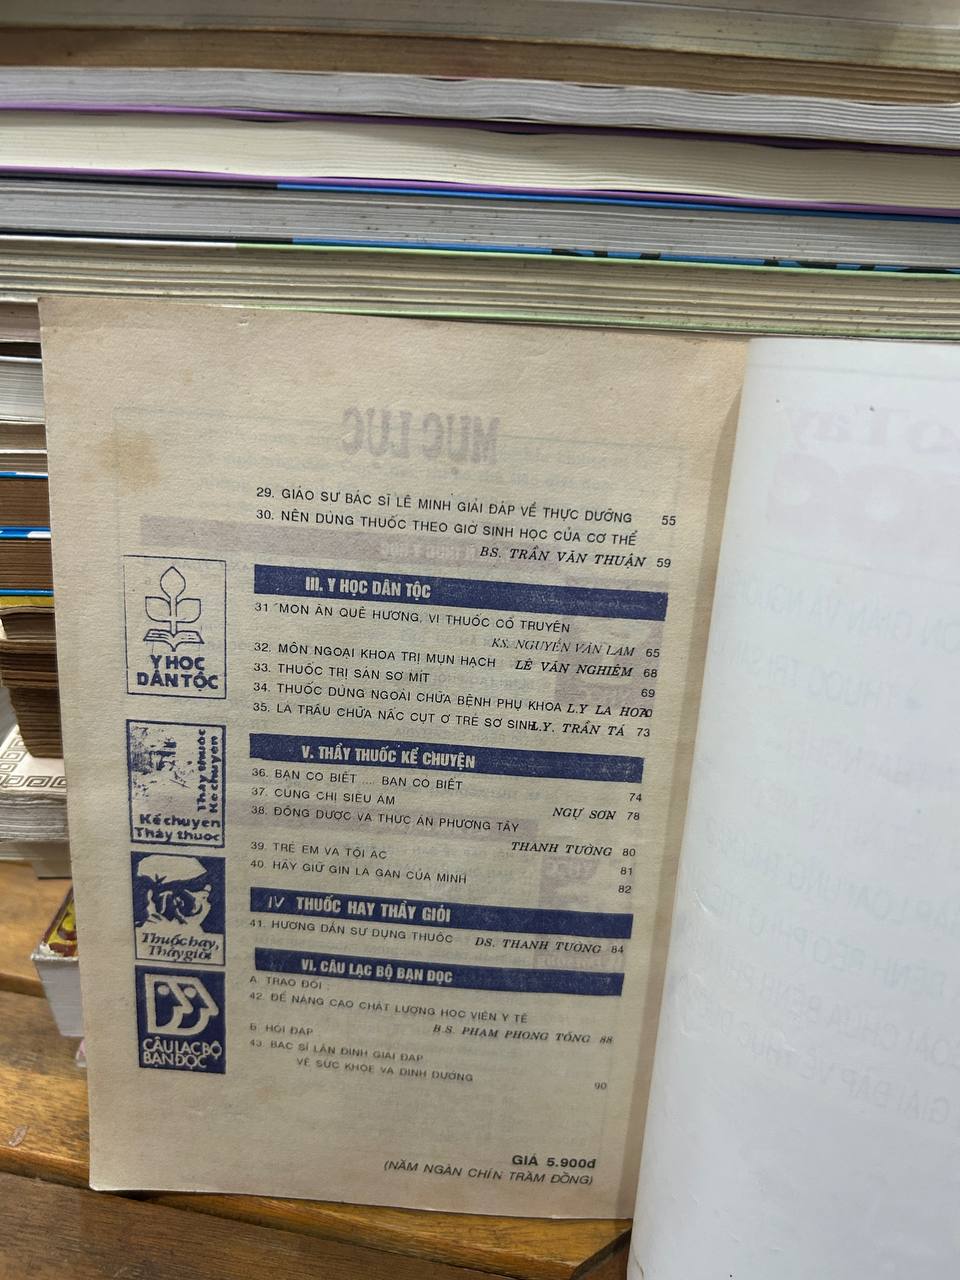 MỤC LỤC
29. GIÁO SƯ BÁC SĨ LÊ MINH GIẢI ĐÁP VỀ THỰC DƯỠNG 55
30. NÊN DÙNG THUỐC THEO GIỜ SINH HỌC CỦA CƠ THỂ
BS. TRẦN VĂN THUẬN 59
III. Y HỌC DÂN TỘC
31 MÓN ĂN QUÊ HƯƠNG, VỊ THUỐC CỔ TRUYỀN
KS. NGUYỄN VĂN LAM 65
32. MÔN NGOẠI KHOA TRỊ MỤN HẠCH LÊ VĂN NGHIÊM 68
33. THUỐC TRỊ SÁN SƠ MÍT 69
34. THUỐC DÙNG NGOÀI CHỮA BỆNH PHỤ KHOA L.Y LA HOA 70
35. LÁ TRẦU CHỮA NẤC CỤT Ở TRẺ SƠ SINH L.Y. TRẦN TÁ 73
Y HỌC
DÂN TỘC
V. THẦY THUỐC KỂ CHUYỆN
36. BẠN CÓ BIẾT .... BẠN CÓ BIẾT 74
37. CÙNG CHỊ SIÊU ÂM NGỰ SƠN 78
38. ĐÔNG DƯỢC VÀ THỨC ĂN PHƯƠNG TÂY
THANH TƯỜNG 80
39. TRẺ EM VÀ TỘI ÁC 81
40. HÃY GIỮ GÌN LÁ GAN CỦA MÌNH 82
Thầy thuốc
Kể chuyện
Kể chuyện
Thầy thuốc
IV THUỐC HAY THẦY GIỎI
41. HƯỚNG DẪN SỬ DỤNG THUỐC DS. THANH TƯỜNG 84
Thuốc hay,
Thầy giỏi
VI. CÂU LẠC BỘ BẠN ĐỌC
A. TRAO ĐỔI :
42. ĐỂ NÂNG CAO CHẤT LƯỢNG HỌC VIỆN Y TẾ
B.S. PHẠM PHONG TỔNG 88
B. HỎI ĐÁP
43. BÁC SĨ LÂN ĐÌNH GIẢI ĐÁP
VỀ SỨC KHỎE VÀ DINH DƯỠNG 90
CÂU LẠC BỘ
BẠN ĐỌC
GIÁ 5.900đ
(NĂM NGÀN CHÍN TRĂM ĐỒNG)